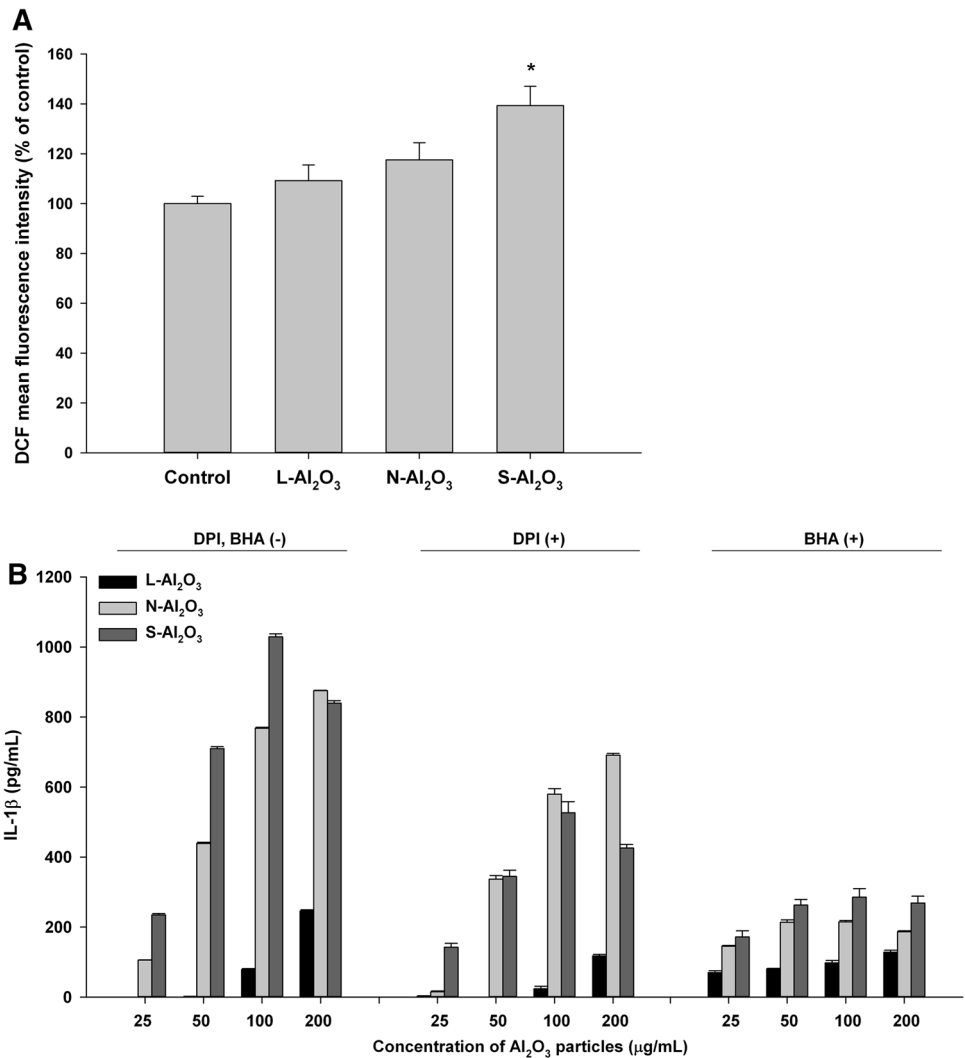 A
DCF mean fluorescence intensity (% of control)
160
140
120
100
80
60
40
20
0
*
Control L-Al₂O₃ N-Al₂O₃ S-Al₂O₃
DPI, BHA (-) DPI (+) BHA (+)
B
IL-1β (pg/mL)
1200
1000
800
600
400
200
0
L-Al₂O₃
N-Al₂O₃
S-Al₂O₃
25 50 100 200 25 50 100 200 25 50 100 200
Concentration of Al₂O₃ particles (μg/mL)